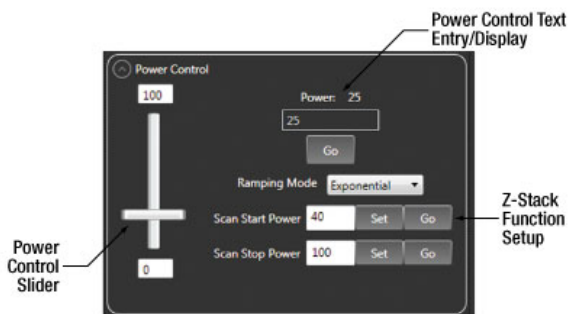 Power Control Text
Entry/Display
Power Control
100
Power: 25
25
Go
Ramping Mode Exponential
Scan Start Power 40 Set Go
Scan Stop Power 100 Set Go
0
Power
Control
Slider
Z-Stack
Function
Setup